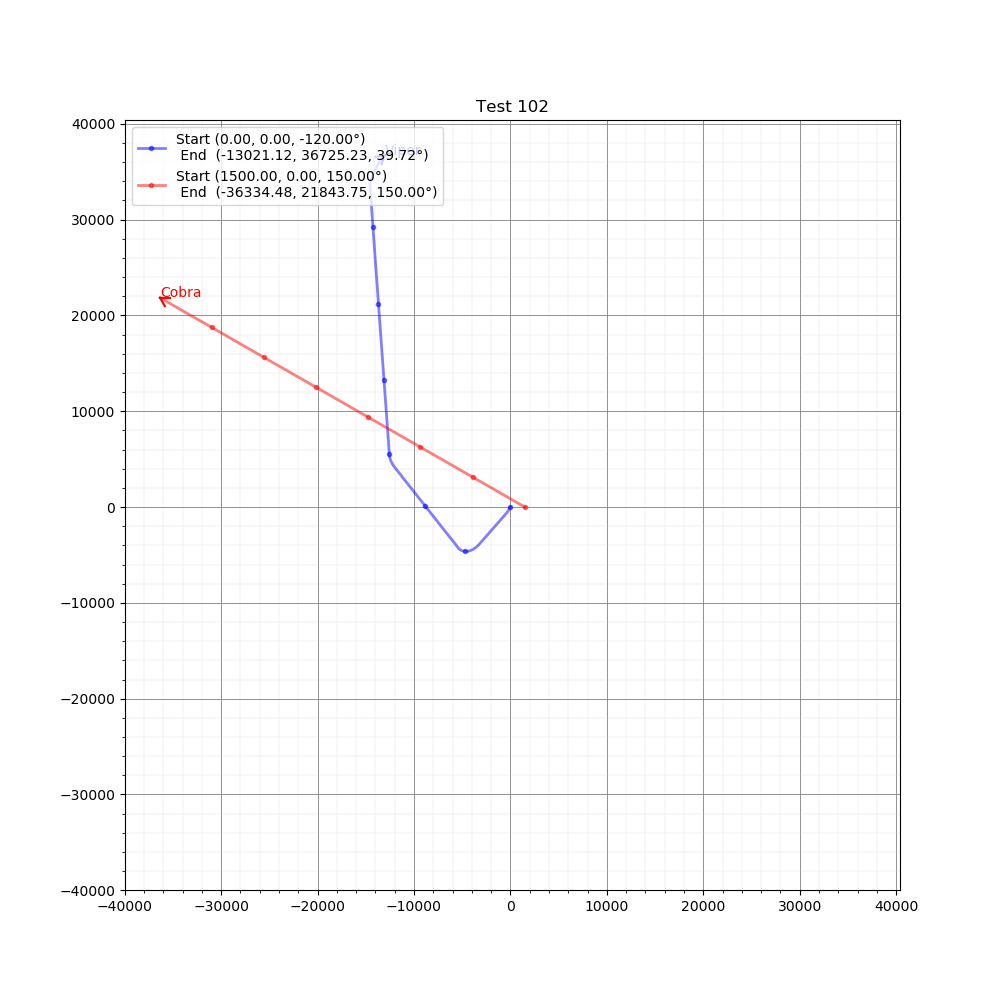 Test 102
Start (0.00, 0.00, -120.00°)
End (-13021.12, 36725.23, 39.72°)
Start (1500.00, 0.00, 150.00°)
End (-36334.48, 21843.75, 150.00°)
Cobra
40000
30000
20000
10000
0
−10000
−20000
−30000
−40000
−40000 −30000 −20000 −10000 0 10000 20000 30000 40000